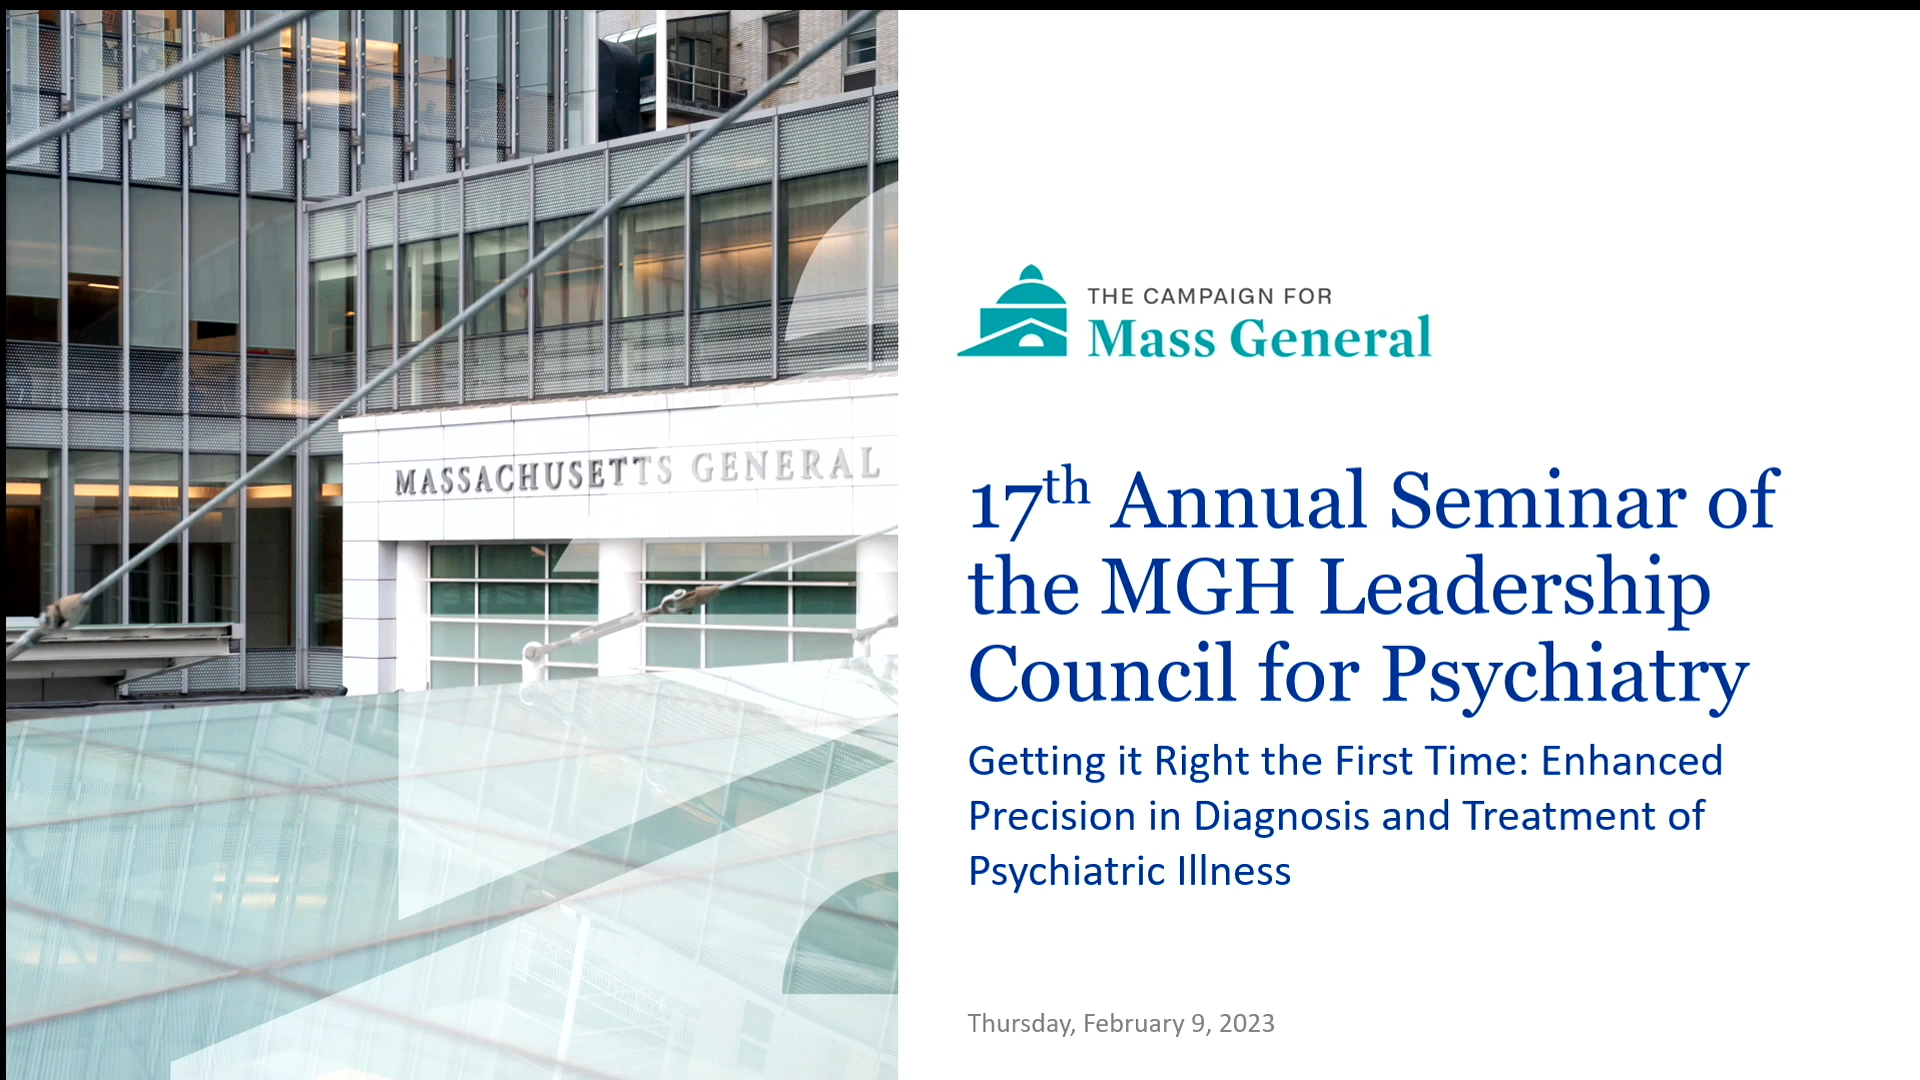 MASSACHUSETTS GENERAL
THE CAMPAIGN FOR
Mass General
17th Annual Seminar of
the MGH Leadership
Council for Psychiatry
Getting it Right the First Time: Enhanced
Precision in Diagnosis and Treatment of
Psychiatric Illness
Thursday, February 9, 2023